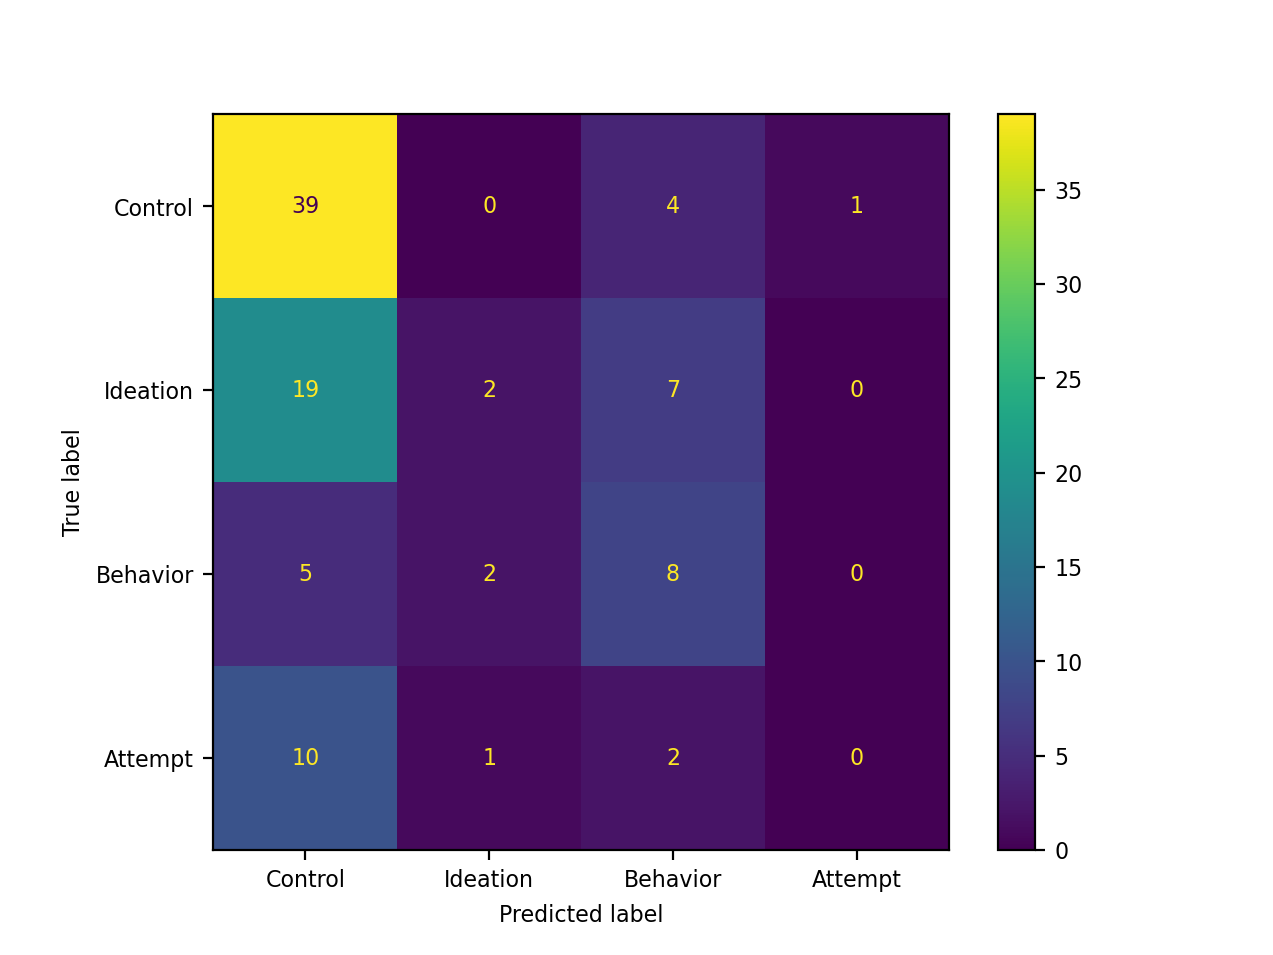 Control 39 0 4 1
Ideation 19 2 7 0
Behavior 5 2 8 0
Attempt 10 1 2 0
Control Ideation Behavior Attempt
Predicted label
True label
35
30
25
20
15
10
5
0